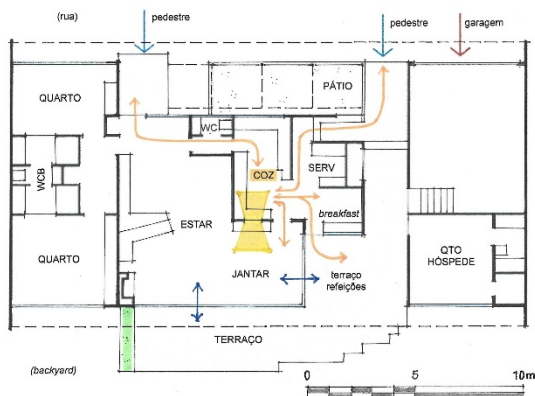 (rua)
pedestre
pedestre
garagem
QUARTO
PÁTIO
WC
COZ
SERV
WCB
breakfast
ESTAR
QUARTO
JANTAR
terraço
refeições
QTO
HÓSPEDE
TERRAÇO
(backyard)
0
5
10m